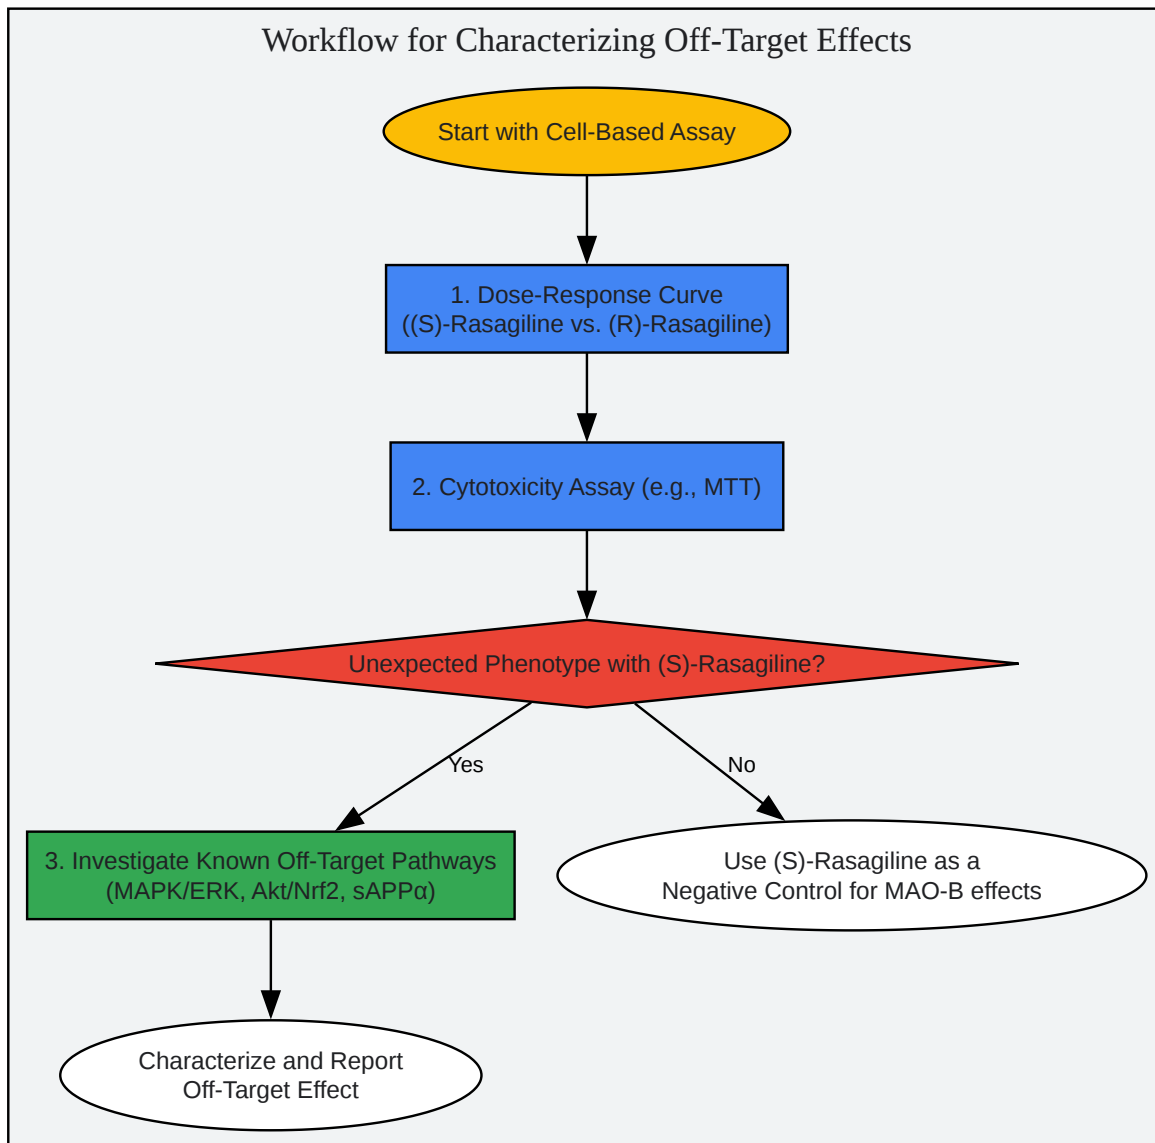 Workflow for Characterizing Off-Target Effects
Start with Cell-Based Assay
1. Dose-Response Curve
((S)-Rasagiline vs. (R)-Rasagiline)
2. Cytotoxicity Assay (e.g., MTT)
Unexpected Phenotype with (S)-Rasagiline?
Yes
No
3. Investigate Known Off-Target Pathways
(MAPK/ERK, Akt/Nrf2, sAPPα)
Use (S)-Rasagiline as a
Negative Control for MAO-B effects
Characterize and Report
Off-Target Effect